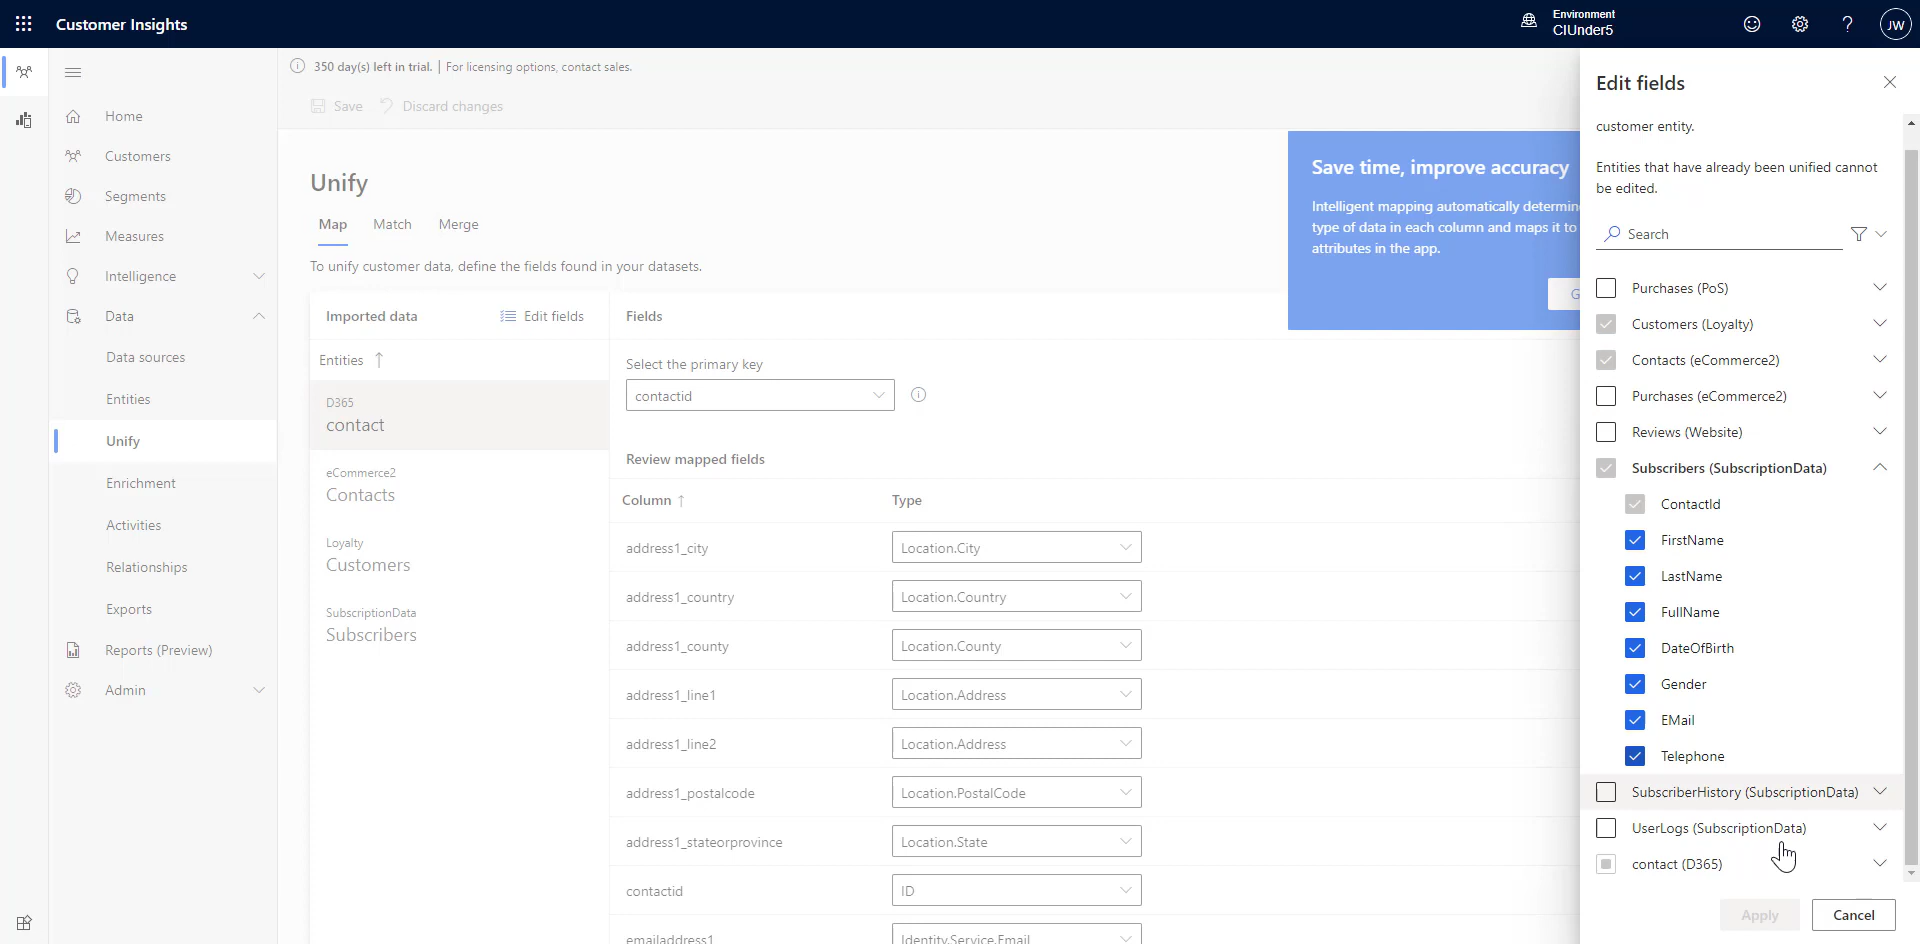 Customer Insights
Environment
CIUnder5
JW
350 day(s) left in trial. | For licensing options, contact sales.
Save
Discard changes
Home
Customers
Segments
Measures
Intelligence
Data
Data sources
Entities
Unify
Enrichment
Activities
Relationships
Exports
Reports (Preview)
Admin
Unify
Map
Match
Merge
To unify customer data, define the fields found in your datasets.
Save time, improve accuracy
Intelligent mapping automatically determin
type of data in each column and maps it to
attributes in the app.
G
Imported data
Edit fields
Entities
D365
contact
eCommerce2
Contacts
Loyalty
Customers
SubscriptionData
Subscribers
Fields
Select the primary key
contactid
Review mapped fields
Column
Type
address1_city
Location.City
address1_country
Location.Country
address1_county
Location.County
address1_line1
Location.Address
address1_line2
Location.Address
address1_postalcode
Location.PostalCode
address1_stateorprovince
Location.State
contactid
ID
emailaddress1
Identity.Service.Email
Edit fields
customer entity.
Entities that have already been unified cannot
be edited.
Search
Purchases (PoS)
Customers (Loyalty)
Contacts (eCommerce2)
Purchases (eCommerce2)
Reviews (Website)
Subscribers (SubscriptionData)
ContactId
FirstName
LastName
FullName
DateOfBirth
Gender
EMail
Telephone
SubscriberHistory (SubscriptionData)
UserLogs (SubscriptionData)
contact (D365)
Apply
Cancel